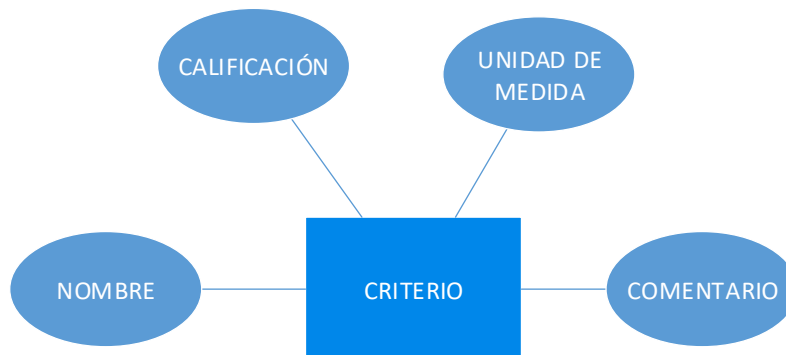 CALIFICACIÓN
UNIDAD DE
MEDIDA
NOMBRE
CRITERIO
COMENTARIO